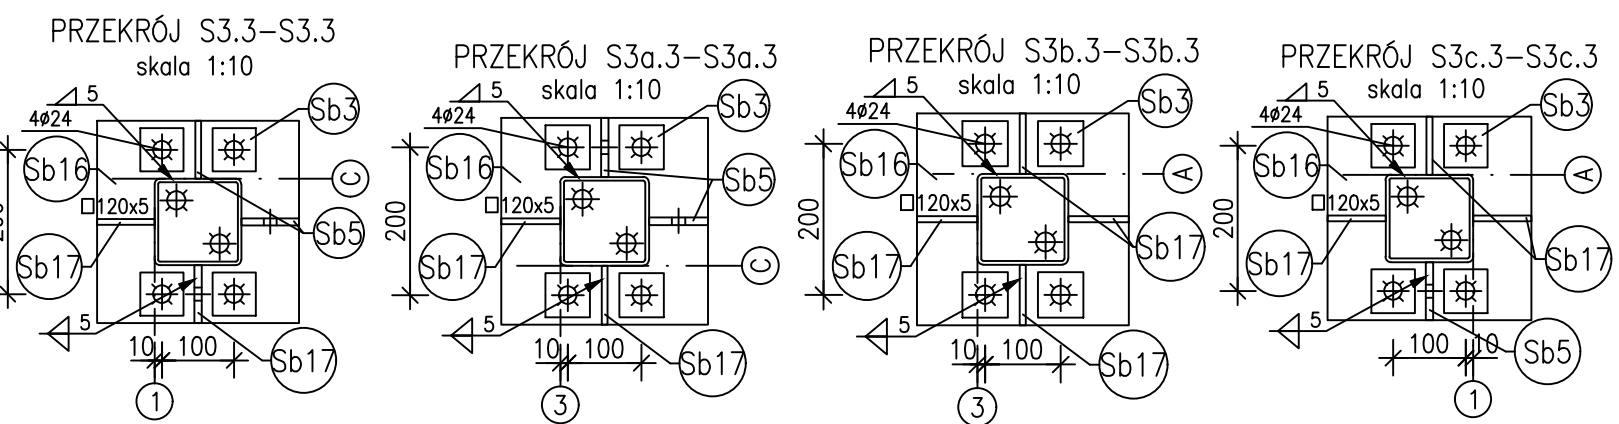 PRZEKRÓJ S3.3-S3.3
skala 1:10
5
4ø24
Sb3
Sb16
C
□120x5
Sb5
Sb17
5
10
100
Sb17
1
PRZEKRÓJ S3a.3-S3a.3
skala 1:10
5
4ø24
Sb3
Sb16
Sb5
□120x5
200
Sb17
C
5
10
100
Sb17
3
PRZEKRÓJ S3b.3-S3b.3
skala 1:10
5
4ø24
Sb3
Sb16
A
□120x5
200
Sb17
Sb17
5
10
100
Sb17
3
PRZEKRÓJ S3c.3-S3c.3
skala 1:10
5
4ø24
Sb3
Sb16
A
□120x5
200
Sb17
Sb17
5
100
10
Sb5
1